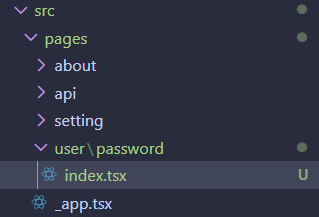 src
pages
about
api
setting
user\password
index.tsx U
_app.tsx